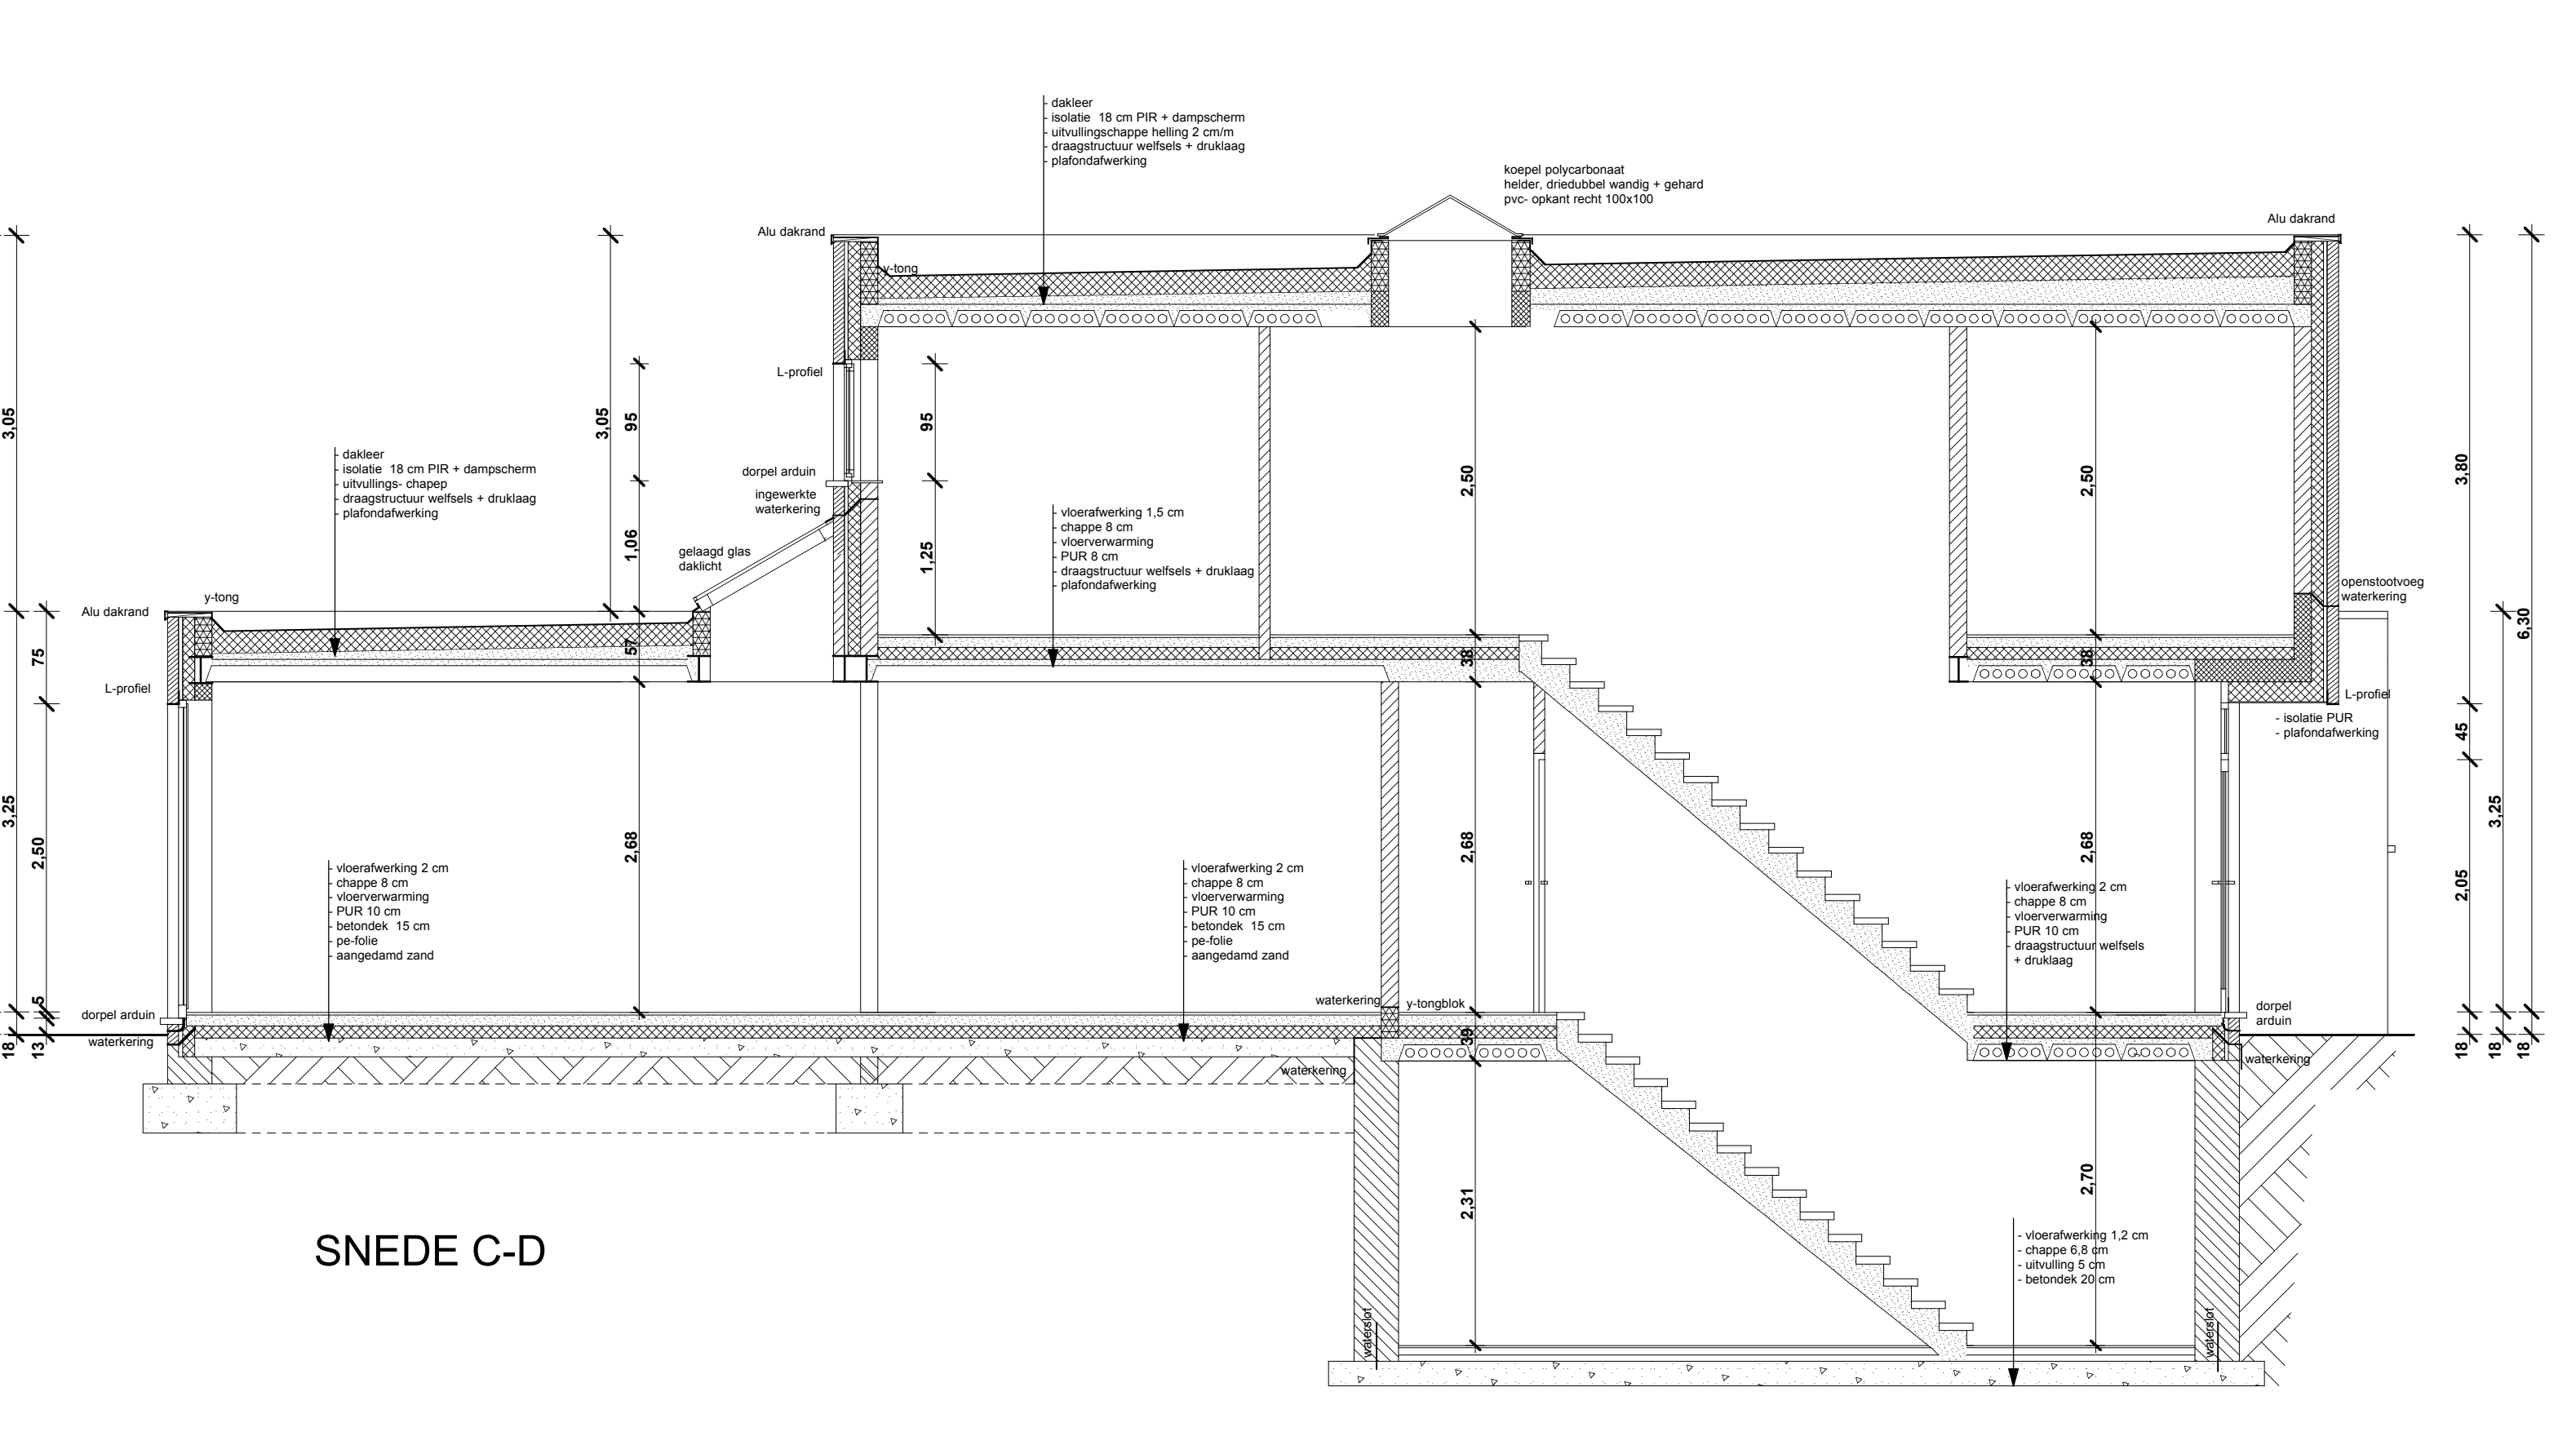 - dakleer
- isolatie 18 cm PIR + dampscherm
- uitvullingschappe helling 2 cm/m
- draagstructuur welfsels + druklaag
- plafondafwerking
koepel polycarbonaat
helder, driedubbel wandig + gehard
pvc- opkant recht 100x100
Alu dakrand
Alu dakrand
y-tong
L-profiel
3,05
3,05
95
95
- dakleer
- isolatie 18 cm PIR + dampscherm
- uitvullings- chapep
- draagstructuur welfsels + druklaag
- plafondafwerking
dorpel arduin
ingewerkte
waterkering
2,50
2,50
3,80
- vloerafwerking 1,5 cm
- chappe 8 cm
- vloerverwarming
- PUR 8 cm
- draagstructuur welfsels + druklaag
- plafondafwerking
1,06
1,25
gelaagd glas
daklicht
openstootvoeg
waterkering
y-tong
Alu dakrand
6,30
75
57
38
38
L-profiel
L-profiel
- isolatie PUR
- plafondafwerking
45
3,25
2,50
2,68
2,68
2,68
3,25
2,05
- vloerafwerking 2 cm
- chappe 8 cm
- vloerverwarming
- PUR 10 cm
- betondek 15 cm
- pe-folie
- aangedamd zand
- vloerafwerking 2 cm
- chappe 8 cm
- vloerverwarming
- PUR 10 cm
- betondek 15 cm
- pe-folie
- aangedamd zand
- vloerafwerking 2 cm
- chappe 8 cm
- vloerverwarming
- PUR 10 cm
- draagstructuur welfsels
+ druklaag
5
dorpel arduin
waterkering
waterkering
y-tongblok
dorpel
arduin
18
13
39
waterkering
waterkering
18
18
18
2,31
2,70
SNEDE C-D
- vloerafwerking 1,2 cm
- chappe 6,8 cm
- uitvulling 5 cm
- betondek 20 cm
waterslot
waterslot